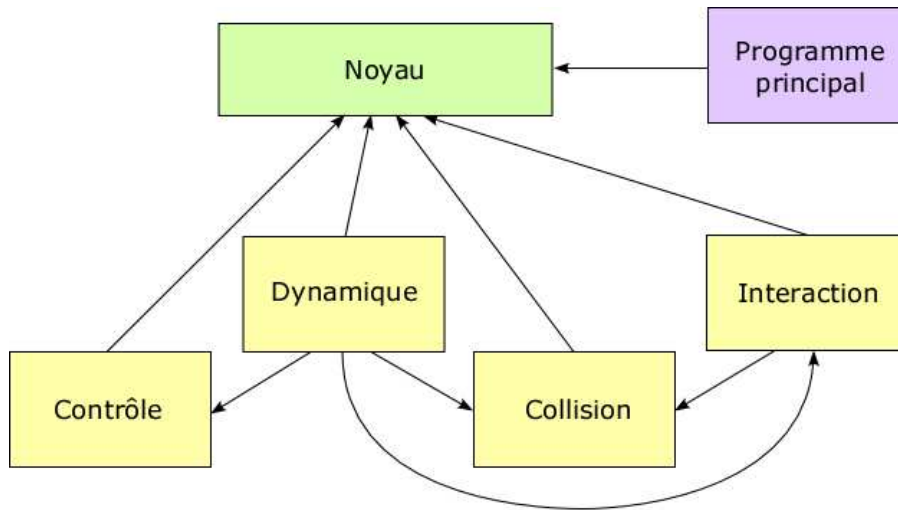 Noyau
Programme
principal
Dynamique
Interaction
Contrôle
Collision